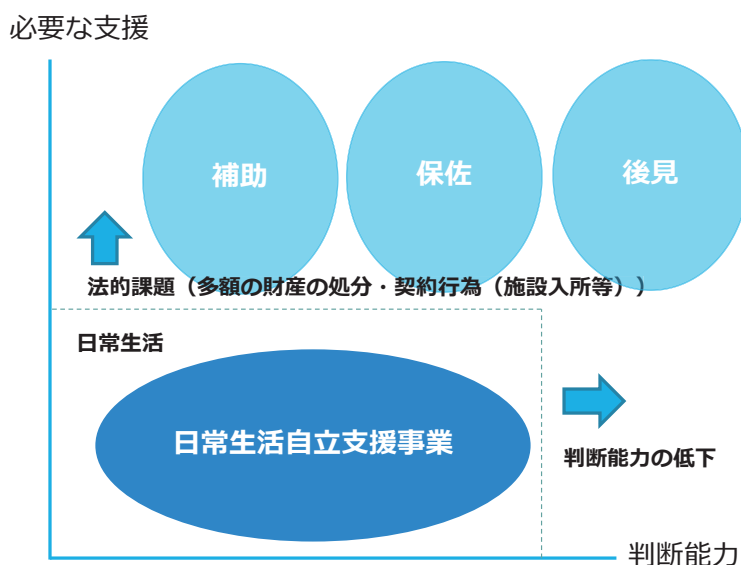 必要な支援
補助
保佐
後見
法的課題（多額の財産の処分・契約行為（施設入所等））
日常生活
日常生活自立支援事業
判断能力の低下
判断能力